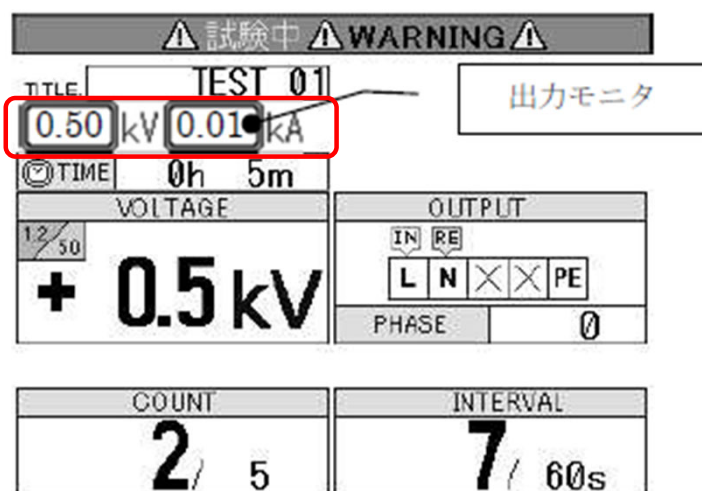 ⚠ 試験中 ⚠ WARNING ⚠
TITLE. TEST 01
出力モニタ
0.50 kV 0.01 kA
TIME 0h 5m
VOLTAGE
1.2/50
+ 0.5 kV
OUTPUT
IN RE
L N X X PE
PHASE 0
COUNT
2/ 5
INTERVAL
7/ 60s